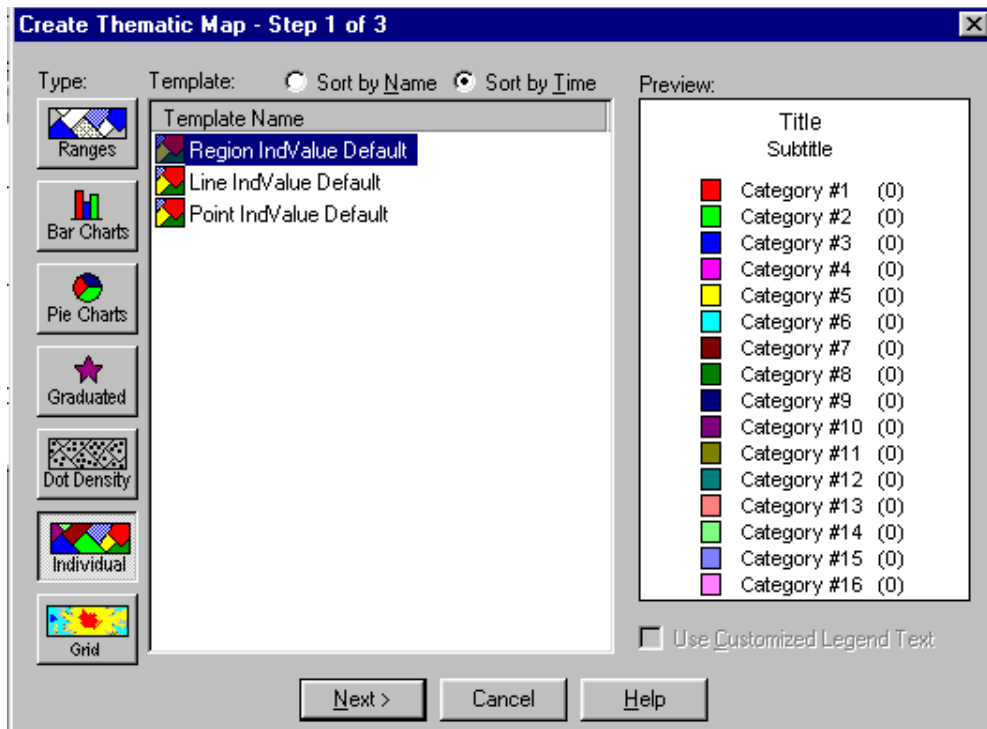 Create Thematic Map - Step 1 of 3
Type:
Ranges
Bar Charts
Pie Charts
Graduated
Dot Density
Individual
Grid
Template: Sort by Name Sort by Time
Template Name
Region IndValue Default
Line IndValue Default
Point IndValue Default
Preview:
Title
Subtitle
Category #1 (0)
Category #2 (0)
Category #3 (0)
Category #4 (0)
Category #5 (0)
Category #6 (0)
Category #7 (0)
Category #8 (0)
Category #9 (0)
Category #10 (0)
Category #11 (0)
Category #12 (0)
Category #13 (0)
Category #14 (0)
Category #15 (0)
Category #16 (0)
Use Customized Legend Text
Next > Cancel Help